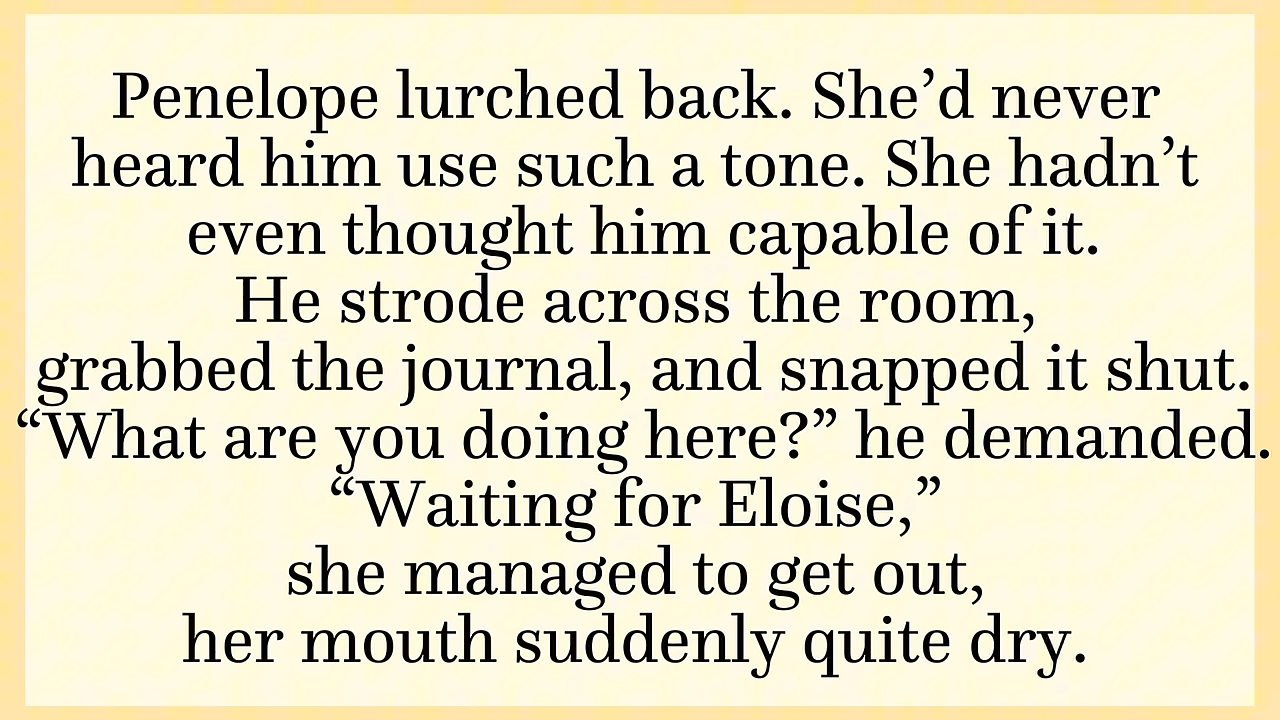 Penelope lurched back. She’d never
heard him use such a tone. She hadn’t
even thought him capable of it.
He strode across the room,
grabbed the journal, and snapped it shut.
“What are you doing here?” he demanded.
“Waiting for Eloise,”
she managed to get out,
her mouth suddenly quite dry.